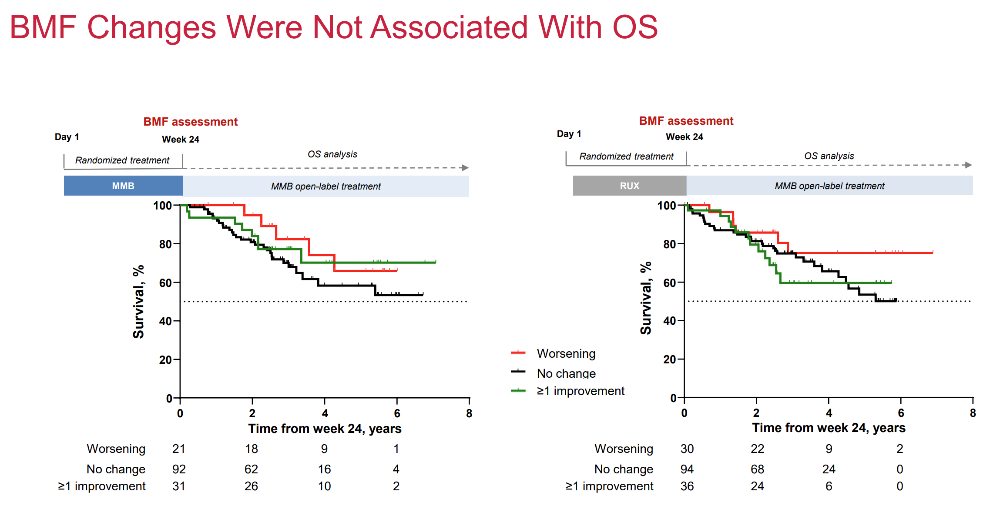 BMF Changes Were Not Associated With OS
BMF assessment
Day 1
Week 24
Randomized treatment
OS analysis
MMB
MMB open-label treatment
100
80
60
40
20
0
Survival, %
0 2 4 6 8
Time from week 24, years
Worsening 21 18 9 1
No change 92 62 16 4
≥1 improvement 31 26 10 2
Worsening
No change
≥1 improvement
BMF assessment
Day 1
Week 24
Randomized treatment
OS analysis
RUX
MMB open-label treatment
100
80
60
40
20
0
Survival, %
0 2 4 6 8
Time from week 24, years
Worsening 30 22 9 2
No change 94 68 24 0
≥1 improvement 36 24 6 0